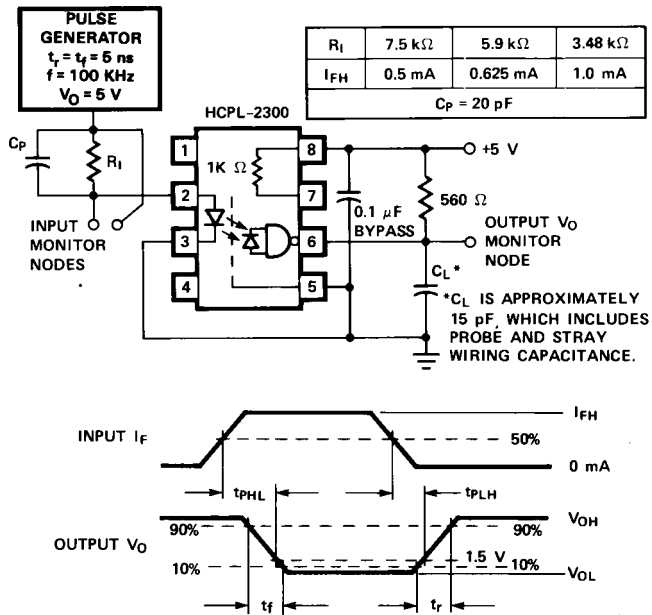 PULSE
GENERATOR
tr = tf = 5 ns
f = 100 KHz
VO = 5 V
RI 7.5 kΩ 5.9 kΩ 3.48 kΩ
IFH 0.5 mA 0.625 mA 1.0 mA
CP = 20 pF
HCPL-2300
CP
RI
1
2
3
4
8
7
6
5
1K Ω
+5 V
0.1 μF
BYPASS
560 Ω
INPUT
MONITOR
NODES
OUTPUT VO
MONITOR
NODE
CL*
*CL IS APPROXIMATELY
15 pF, WHICH INCLUDES
PROBE AND STRAY
WIRING CAPACITANCE.
INPUT IF
IFH
50%
0 mA
tPHL
tPLH
OUTPUT VO
90%
10%
90%
VOH
1.5 V
10%
VOL
tf
tr